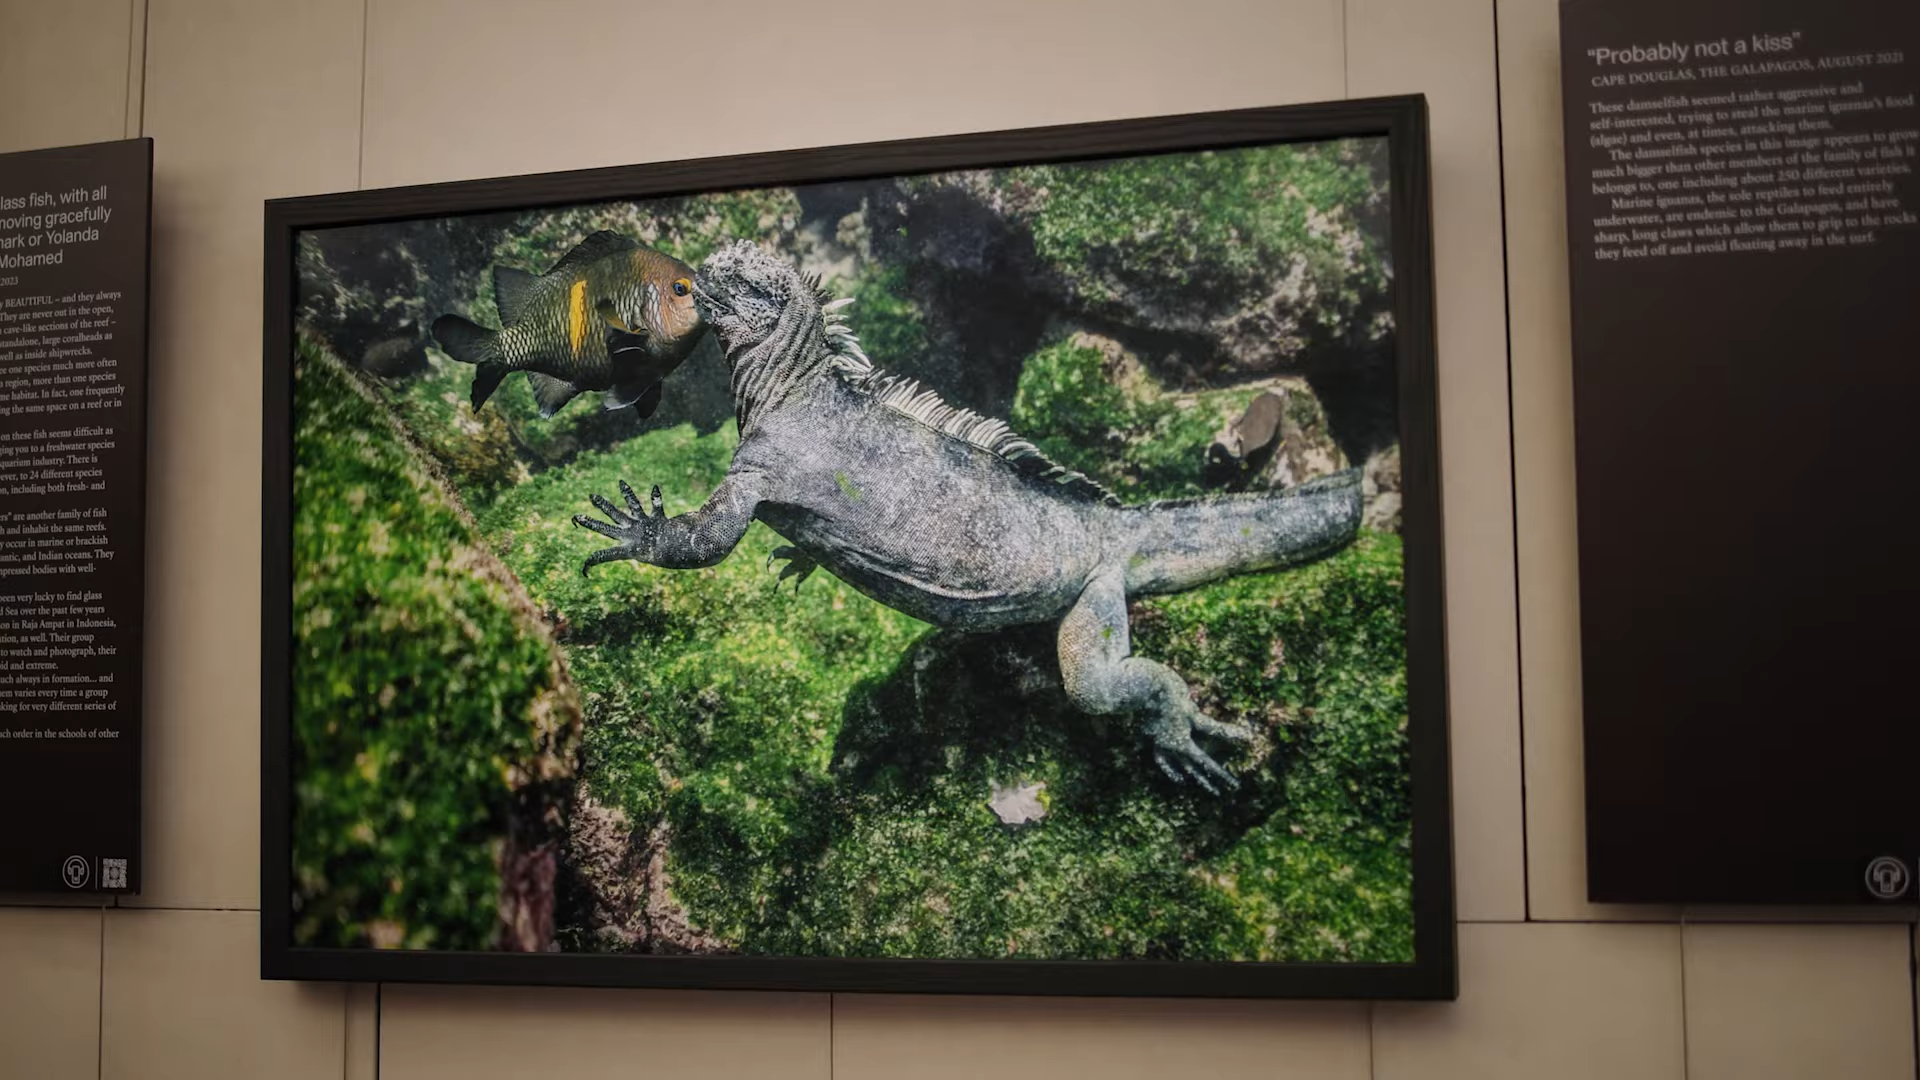 lass fish, with all
moving gracefully
hark or Yolanda
Mohamed
2023
y BEAUTIFUL – and they always
They are never out in the open,
cave-like sections of the reef –
standalone, large coralheads as
well as inside shipwrecks.
ee one species much more often
a region, more than one species
me habitat. In fact, one frequently
ing the same space on a reef or in
on these fish seems difficult as
ging you to a freshwater species
quarium industry. There is
ever, to 24 different species
on, including both fresh- and
ers" are another family of fish
h and inhabit the same reefs.
y occur in marine or brackish
antic, and Indian oceans. They
mpressed bodies with well-
been very lucky to find glass
d Sea over the past few years
on in Raja Ampat in Indonesia,
ation, as well. Their group
to watch and photograph, their
id and extreme.
uch always in formation... and
em varies every time a group
king for very different series of
uch order in the schools of other
"Probably not a kiss"
CAPE DOUGLAS, THE GALAPAGOS, AUGUST 2021
These damselfish seemed rather aggressive and
self-interested, trying to steal the marine iguanas's food
(algae) and even, at times, attacking them.
The damselfish species in this image appears to grow
much bigger than other members of the family of fish it
belongs to, one including about 250 different varieties.
Marine iguanas, the sole reptiles to feed entirely
underwater, are endemic to the Galapagos, and have
sharp, long claws which allow them to grip to the rocks
they feed off and avoid floating away in the surf.